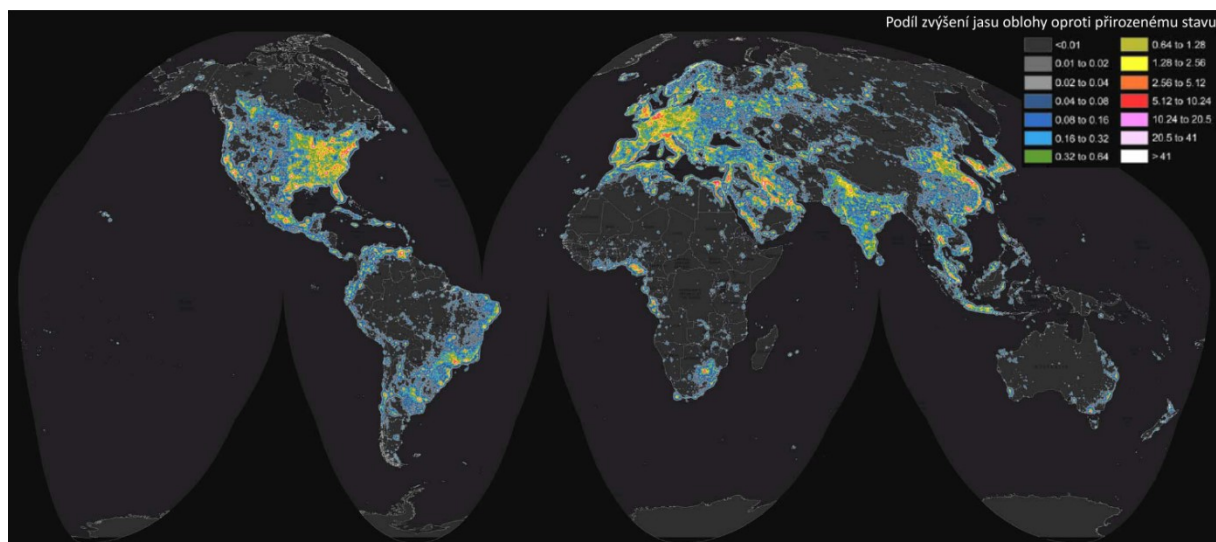 Podíl zvýšení jasu oblohy oproti přirozenému stavu
<0.01
0.01 to 0.02
0.02 to 0.04
0.04 to 0.08
0.08 to 0.16
0.16 to 0.32
0.32 to 0.64
0.64 to 1.28
1.28 to 2.56
2.56 to 5.12
5.12 to 10.24
10.24 to 20.5
20.5 to 41
>41